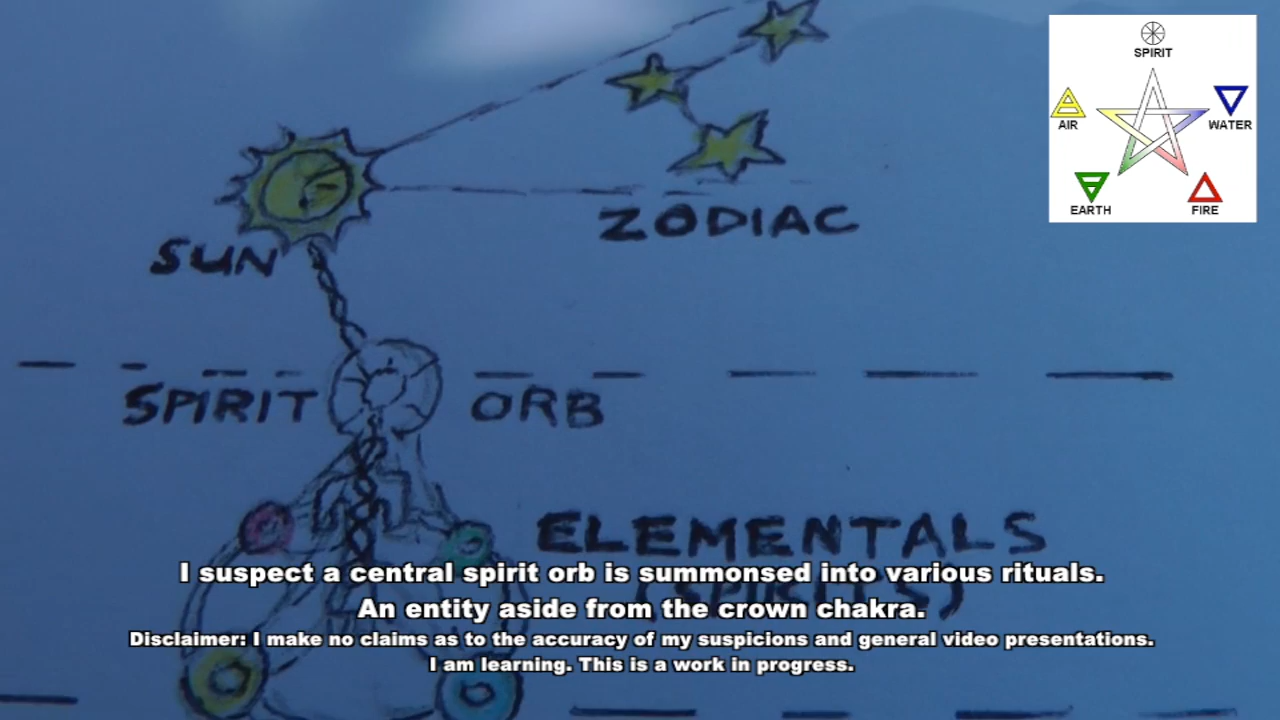 SPIRIT
AIR
WATER
EARTH
FIRE
ZODIAC
SUN
SPIRIT ORB
ELEMENTALS
(SPIRITS)
I suspect a central spirit orb is summonsed into various rituals.
An entity aside from the crown chakra.
Disclaimer: I make no claims as to the accuracy of my suspicions and general video presentations.
I am learning. This is a work in progress.